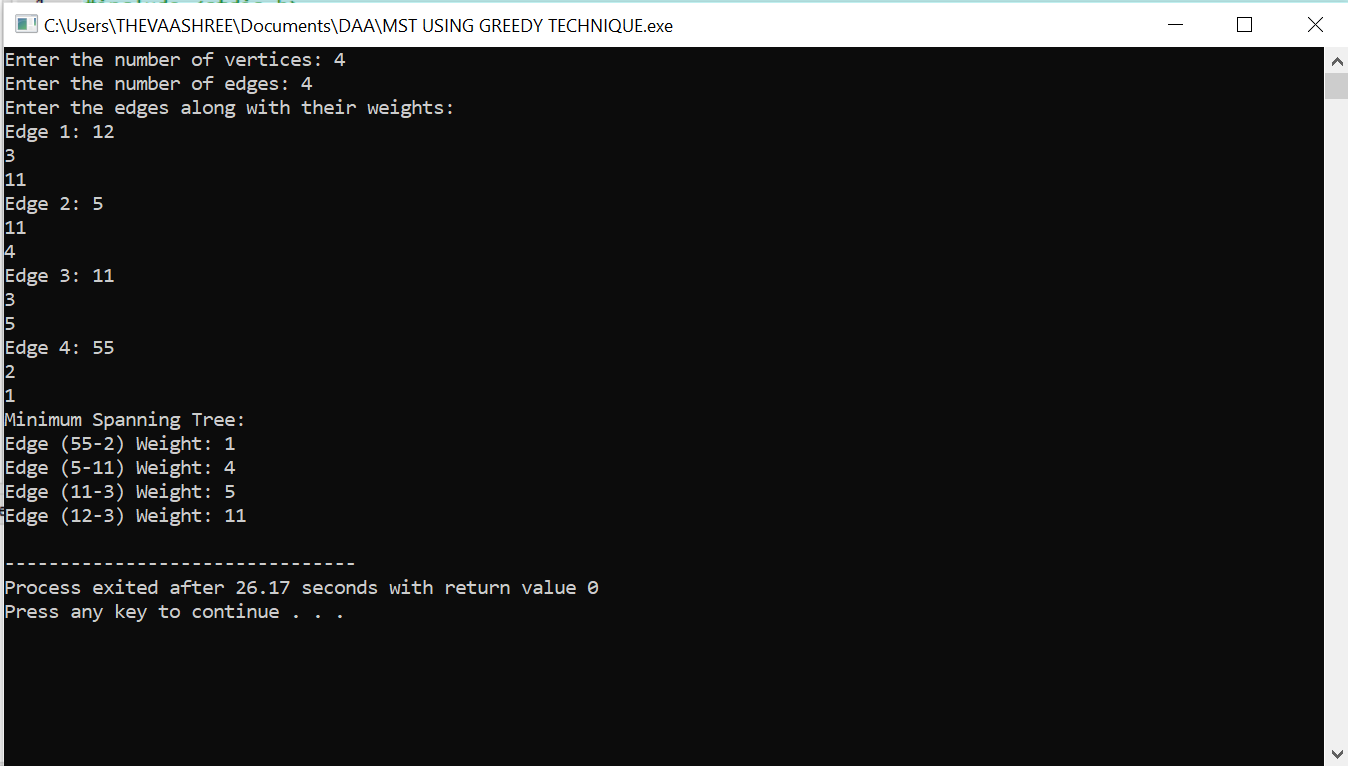 C:\Users\THEVAASHREE\Documents\DAA\MST USING GREEDY TECHNIQUE.exe
Enter the number of vertices: 4
Enter the number of edges: 4
Enter the edges along with their weights:
Edge 1: 12
3
11
Edge 2: 5
11
4
Edge 3: 11
3
5
Edge 4: 55
2
1
Minimum Spanning Tree:
Edge (55-2) Weight: 1
Edge (5-11) Weight: 4
Edge (11-3) Weight: 5
Edge (12-3) Weight: 11
--------------------------------
Process exited after 26.17 seconds with return value 0
Press any key to continue . . .